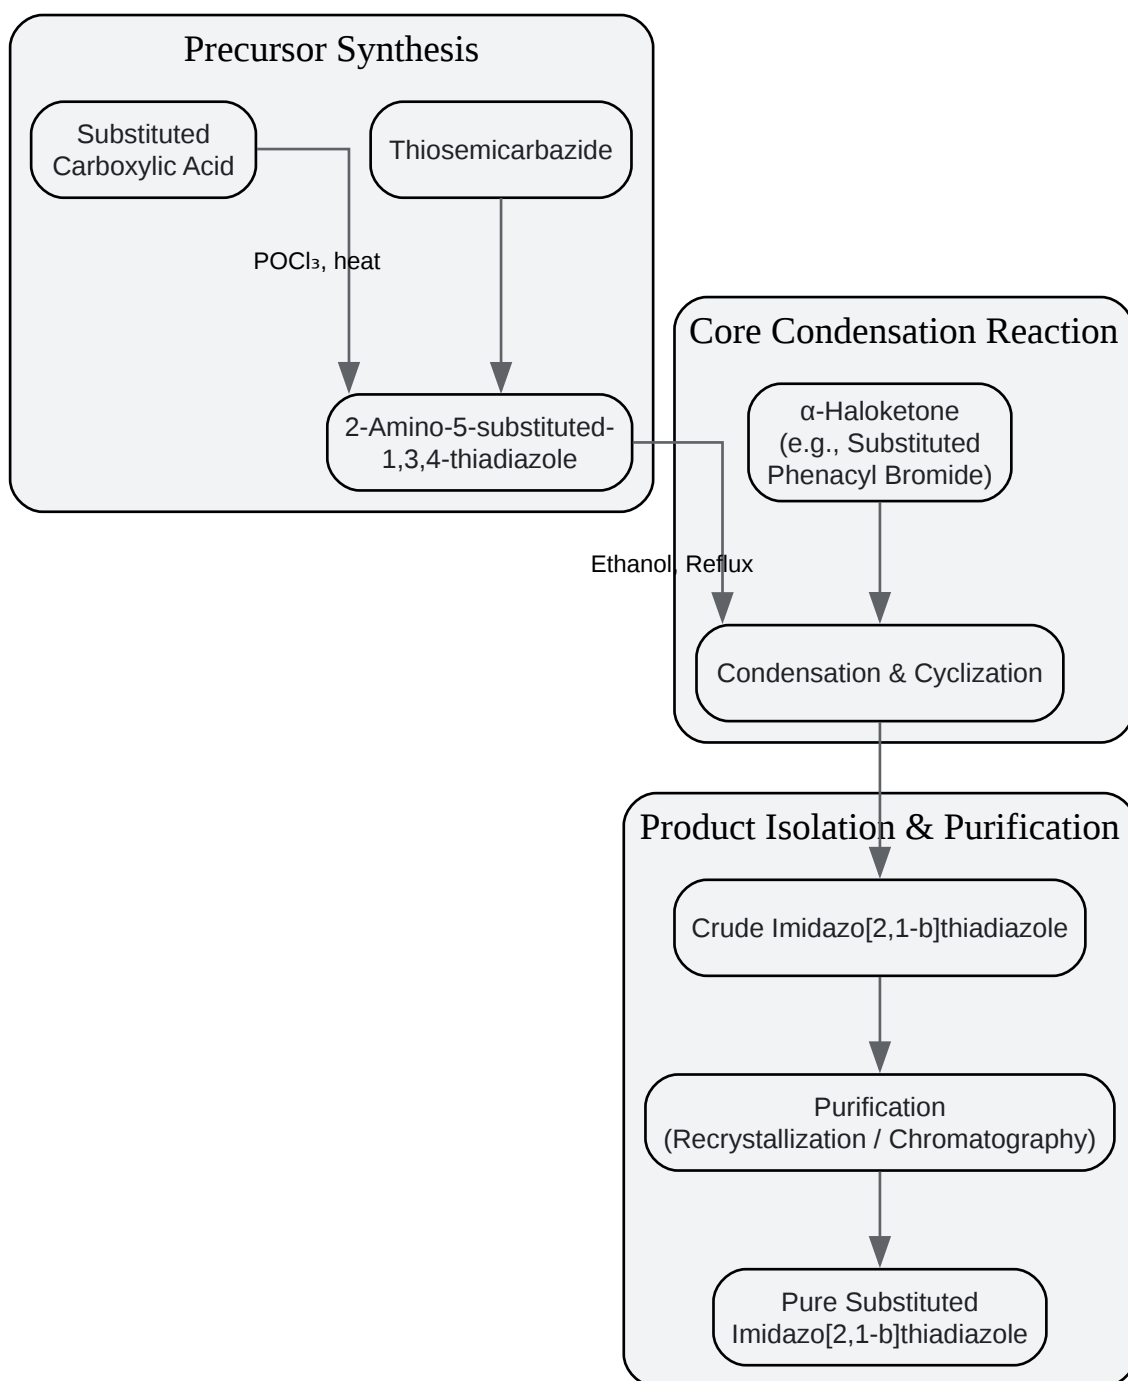 Precursor Synthesis
Substituted
Carboxylic Acid
Thiosemicarbazide
POCl₃, heat
2-Amino-5-substituted-
1,3,4-thiadiazole
Core Condensation Reaction
α-Haloketone
(e.g., Substituted
Phenacyl Bromide)
Ethanol, Reflux
Condensation & Cyclization
Product Isolation & Purification
Crude Imidazo[2,1-b]thiadiazole
Purification
(Recrystallization / Chromatography)
Pure Substituted
Imidazo[2,1-b]thiadiazole